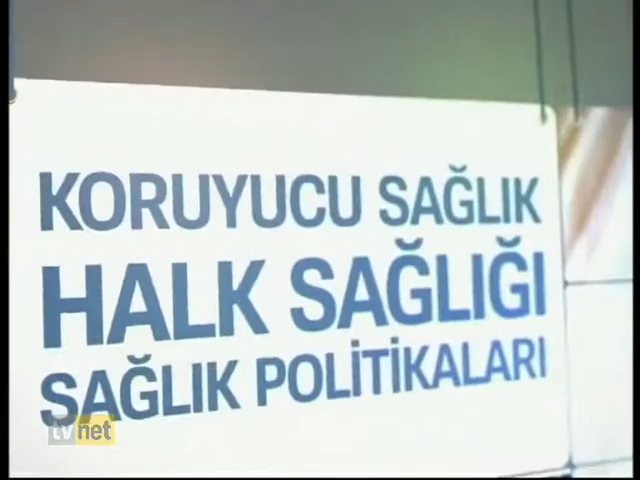 KORUYUCU SAĞLIK
HALK SAĞLIĞI
SAĞLIK POLİTİKALARI
tvnet